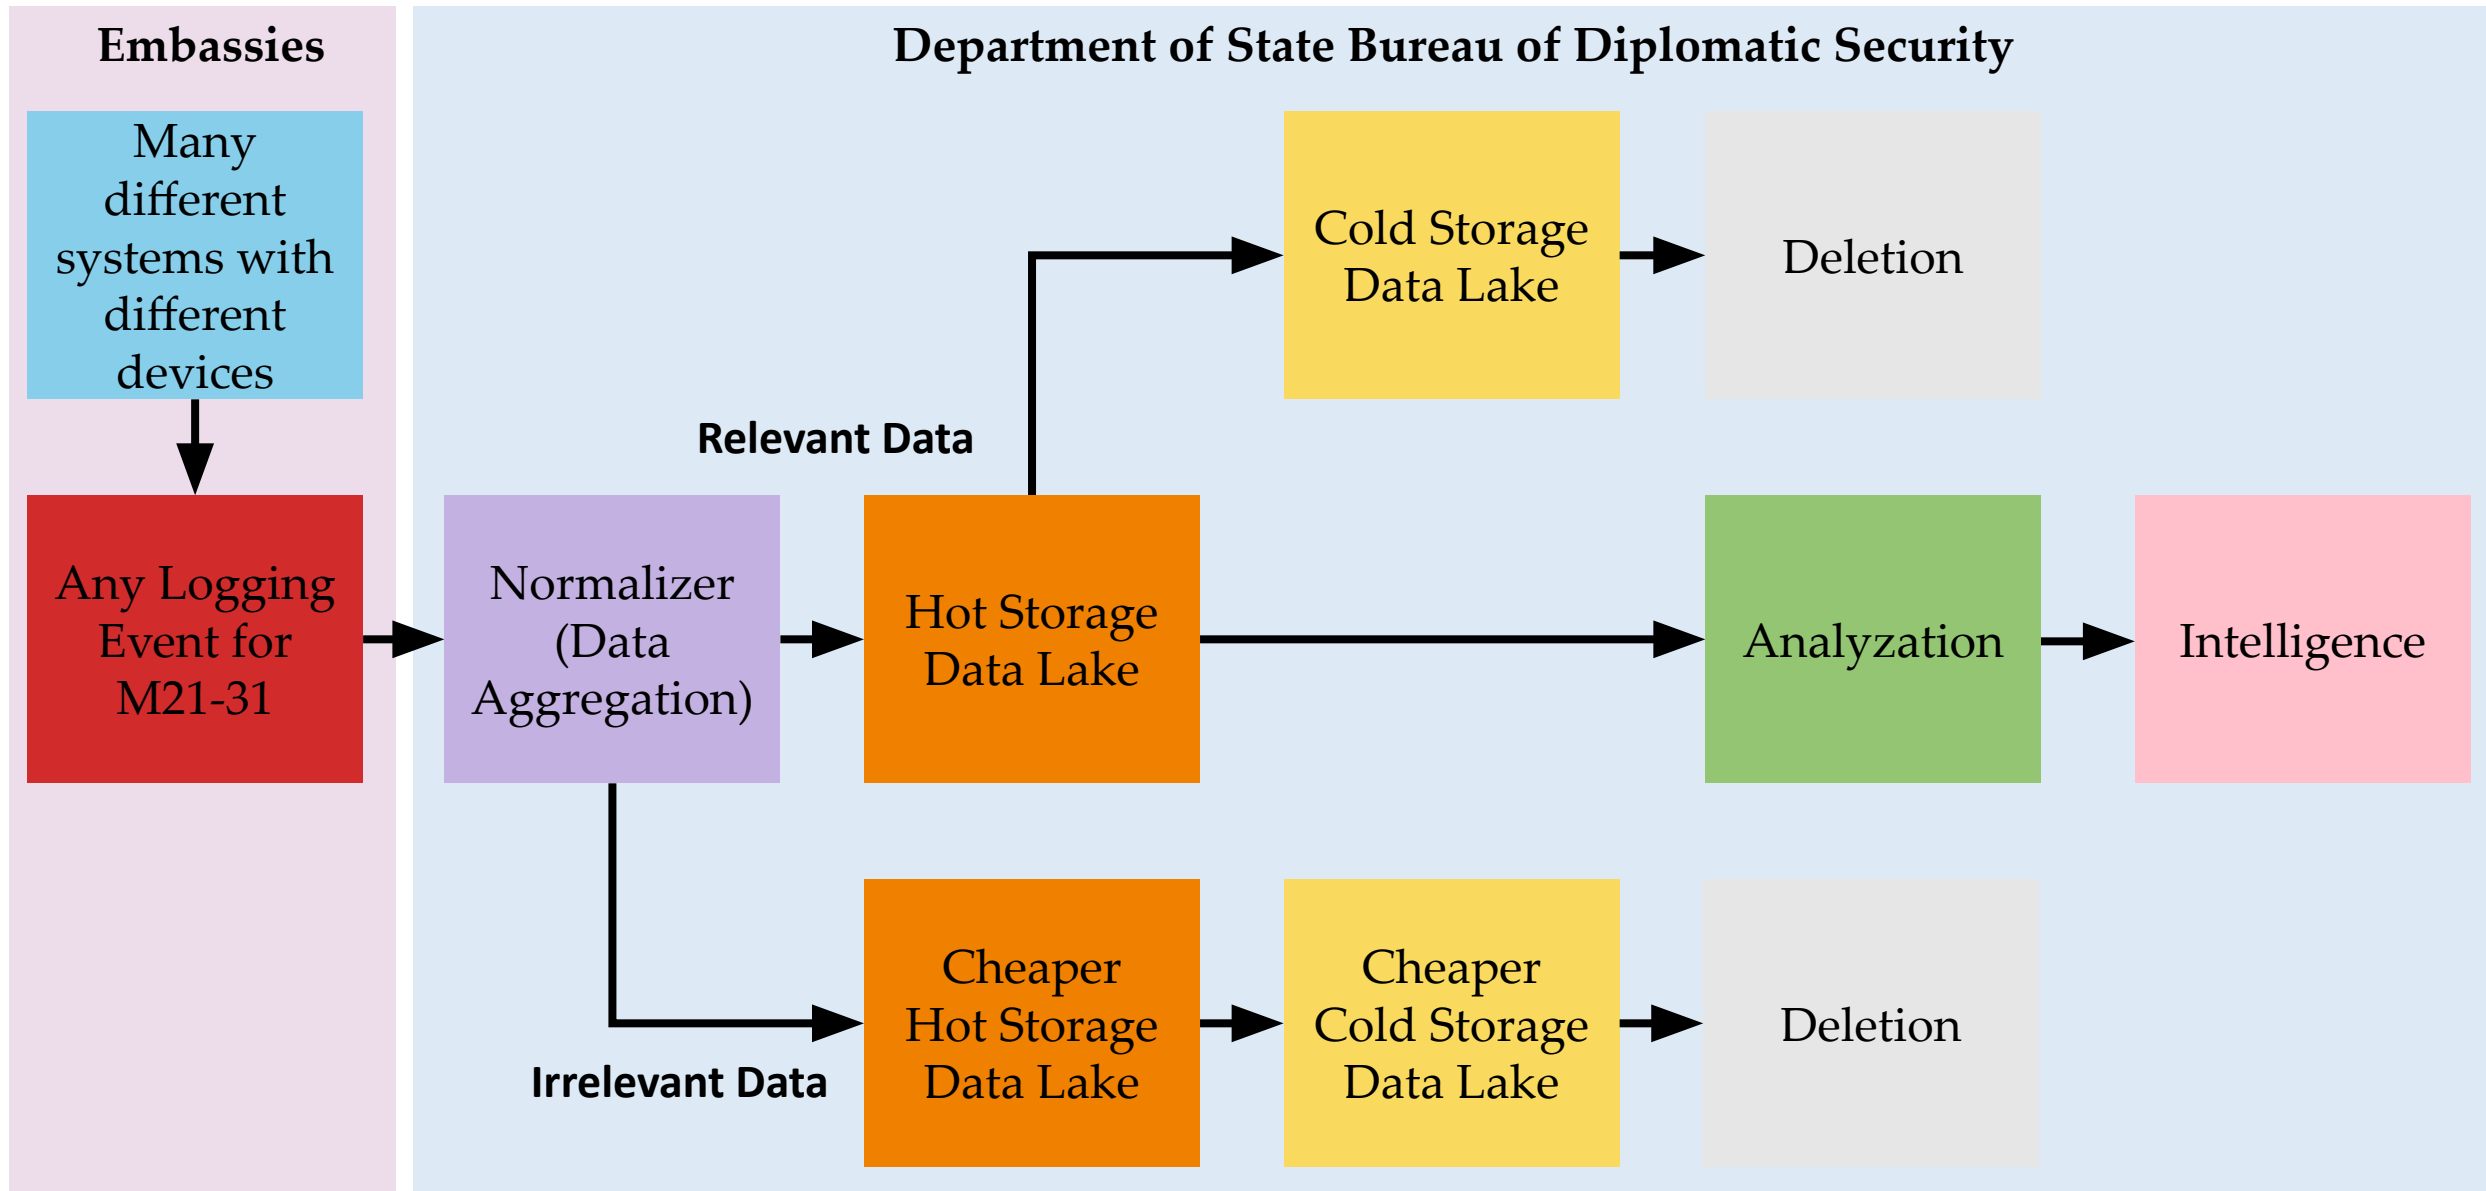 Embassies
Department of State Bureau of Diplomatic Security
Many
different
systems with
different
devices
Cold Storage
Data Lake
Deletion
Relevant Data
Any Logging
Event for
M21-31
Normalizer
(Data
Aggregation)
Hot Storage
Data Lake
Analyzation
Intelligence
Irrelevant Data
Cheaper
Hot Storage
Data Lake
Cheaper
Cold Storage
Data Lake
Deletion